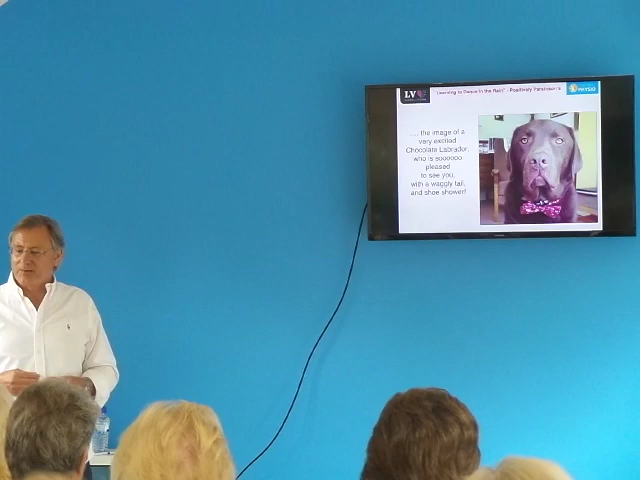 LV
"Learning to Dance in the Rain" - Positively Parkinson's
PHYSIO
.... the image of a
very excited
Chocolate Labrador,
who is soooooo
pleased
to see you,
with a waggly tail,
and shoe shower!